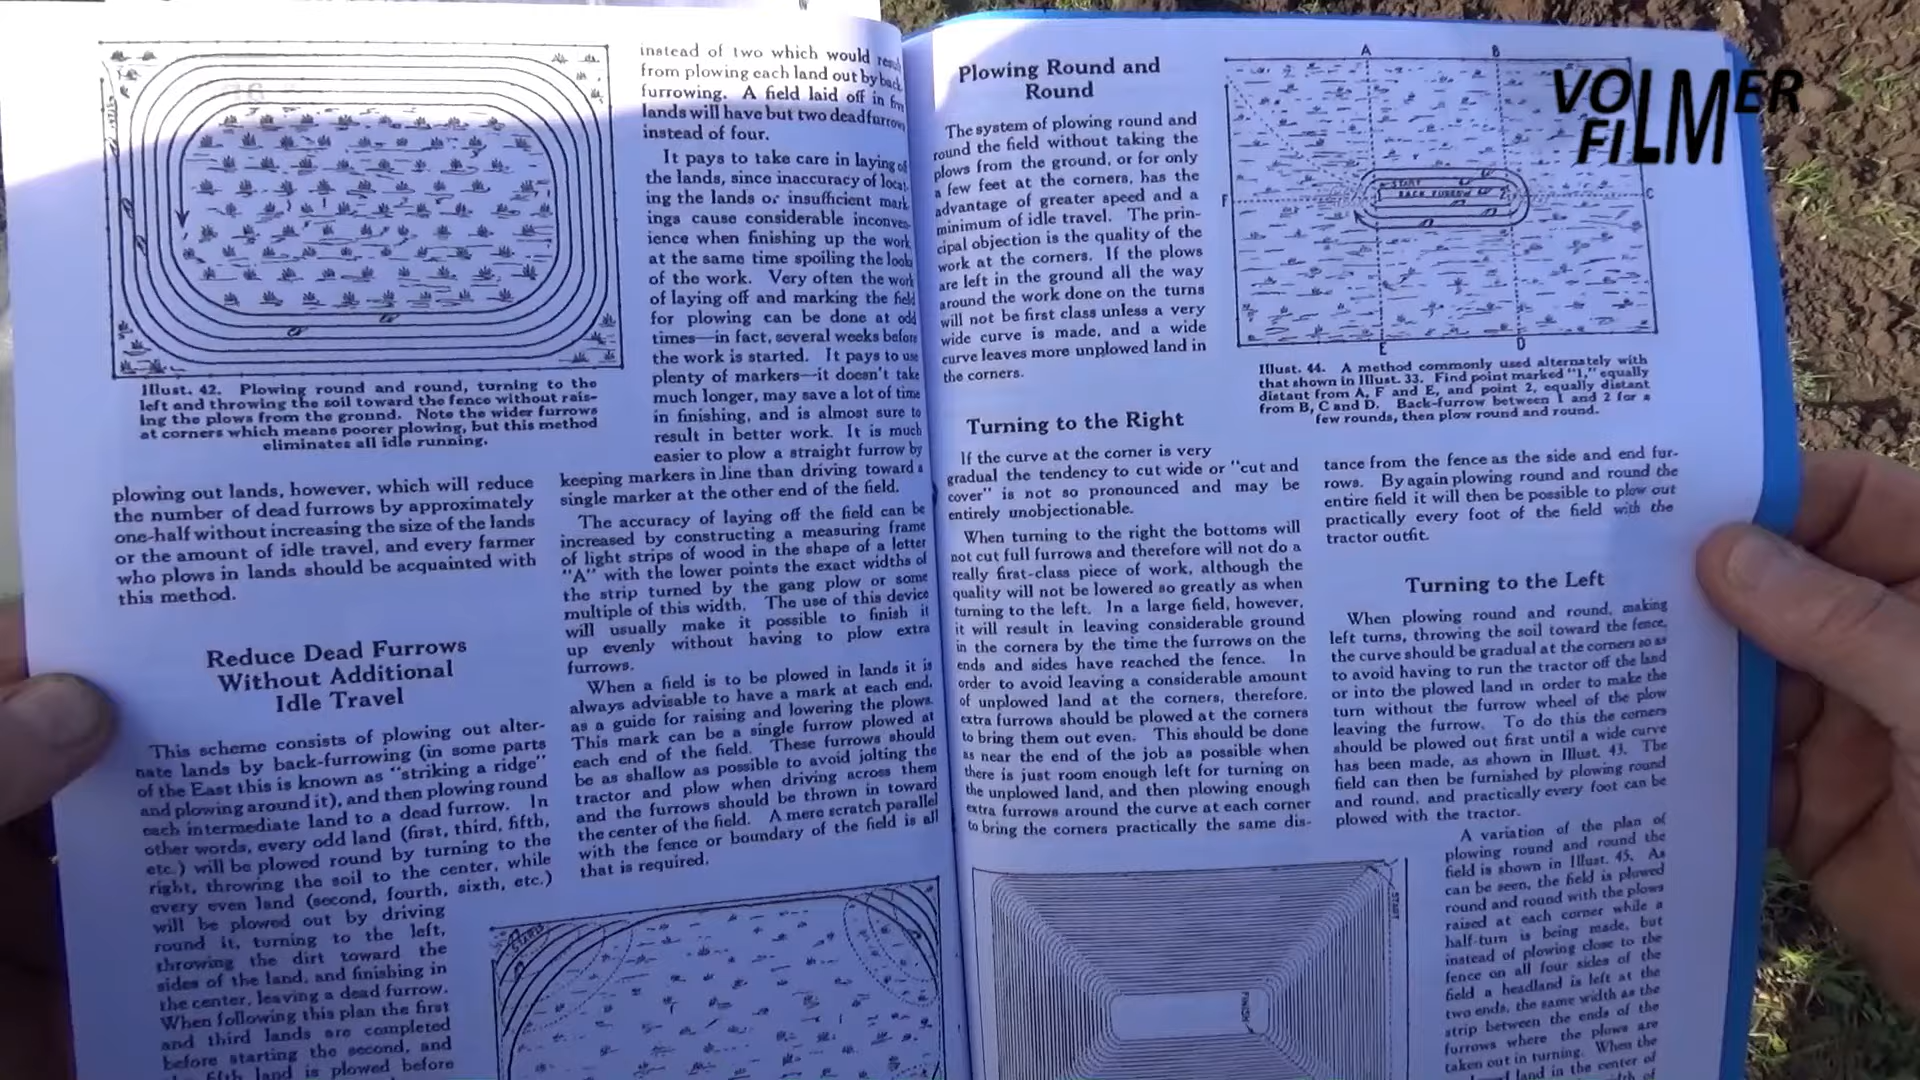 instead of two which would
from plowing each land out by back-
furrowing. A field laid off in
lands will have but two dead furrows
instead of four.
It pays to take care in laying of
the lands, since inaccuracy of locat-
ing the lands or insufficient mark-
ings cause considerable inconven-
ience when finishing up the work
at the same time spoiling the looks
of the work. Very often the work
of laying off and marking the field
for plowing can be done at odd
times—in fact, several weeks before
the work is started. It pays to use
plenty of markers—it doesn't take
much longer, may save a lot of time
in finishing, and is almost sure to
result in better work. It is much
easier to plow a straight furrow by
keeping markers in line than driving toward a
single marker at the other end of the field.
Illust. 42. Plowing round and round, turning to the
left and throwing the soil toward the fence without rais-
ing the plows from the ground. Note the wider furrows
at corners which means poorer plowing, but this method
eliminates all idle running.
plowing out lands, however, which will reduce
the number of dead furrows by approximately
one-half without increasing the size of the lands
or the amount of idle travel, and every farmer
who plows in lands should be acquainted with
this method.
Reduce Dead Furrows
Without Additional
Idle Travel
This scheme consists of plowing out alter-
nate lands by back-furrowing (in some parts
of the East this is known as "striking a ridge"
and plowing around it), and then plowing round
each intermediate land to a dead furrow. In
other words, every odd land (first, third, fifth,
etc.) will be plowed round by turning to the
right, throwing the soil to the center, while
every even land (second, fourth, sixth, etc.)
will be plowed out by driving
round it, turning to the left,
throwing the dirt toward the
sides of the land, and finishing in
the center, leaving a dead furrow.
When following this plan the first
and third lands are completed
before starting the second, and
the fifth land is plowed before
The accuracy of laying off the field can be
increased by constructing a measuring frame
of light strips of wood in the shape of a letter
"A" with the lower points the exact widths of
the strip turned by the gang plow or some
multiple of this width. The use of this device
will usually make it possible to finish it
up evenly without having to plow extra
furrows.
When a field is to be plowed in lands it is
always advisable to have a mark at each end,
as a guide for raising and lowering the plows.
This mark can be a single furrow plowed at
each end of the field. These furrows should
be as shallow as possible to avoid jolting the
tractor and plow when driving across them
and the furrows should be thrown in toward
the center of the field. A mere scratch parallel
with the fence or boundary of the field is all
that is required.
START
Plowing Round and
Round
The system of plowing round and
round the field without taking the
plows from the ground, or for only
a few feet at the corners, has the
advantage of greater speed and a
minimum of idle travel. The prin-
cipal objection is the quality of the
work at the corners. If the plows
are left in the ground all the way
around the work done on the turns
will not be first class unless a very
wide curve is made, and a wide
curve leaves more unplowed land in
the corners.
A B
VOLMER
FILM
START
BACK FURROW
F C
E D
Illust. 44. A method commonly used alternately with
that shown in Illust. 33. Find point marked "1," equally
distant from A, F and E, and point 2, equally distant
from B, C and D. Back-furrow between 1 and 2 for a
few rounds, then plow round and round.
Turning to the Right
If the curve at the corner is very
gradual the tendency to cut wide or "cut and
cover" is not so pronounced and may be
entirely unobjectionable.
When turning to the right the bottoms will
not cut full furrows and therefore will not do a
really first-class piece of work, although the
quality will not be lowered so greatly as when
turning to the left. In a large field, however,
it will result in leaving considerable ground
in the corners by the time the furrows on the
ends and sides have reached the fence. In
order to avoid leaving a considerable amount
of unplowed land at the corners, therefore,
extra furrows should be plowed at the corners
to bring them out even. This should be done
as near the end of the job as possible when
there is just room enough left for turning on
the unplowed land, and then plowing enough
extra furrows around the curve at each corner
to bring the corners practically the same dis-
tance from the fence as the side and end fur-
rows. By again plowing round and round the
entire field it will then be possible to plow out
practically every foot of the field with the
tractor outfit.
Turning to the Left
When plowing round and round, making
left turns, throwing the soil toward the fence,
the curve should be gradual at the corners so as
to avoid having to run the tractor off the land
or into the plowed land in order to make the
turn without the furrow wheel of the plow
leaving the furrow. To do this the corners
should be plowed out first until a wide curve
has been made, as shown in Illust. 43. The
field can then be furnished by plowing round
and round, and practically every foot can be
plowed with the tractor.
A variation of the plan of
plowing round and round the
field is shown in Illust. 45. As
can be seen, the field is plowed
round and round with the plows
raised at each corner while a
half-turn is being made, but
instead of plowing close to the
fence on all four sides of the
field a headland is left at the
two ends, the same width as the
strip between the ends of the
furrows where the plows are
taken out in turning. When the
land in the center of
START
FINISH